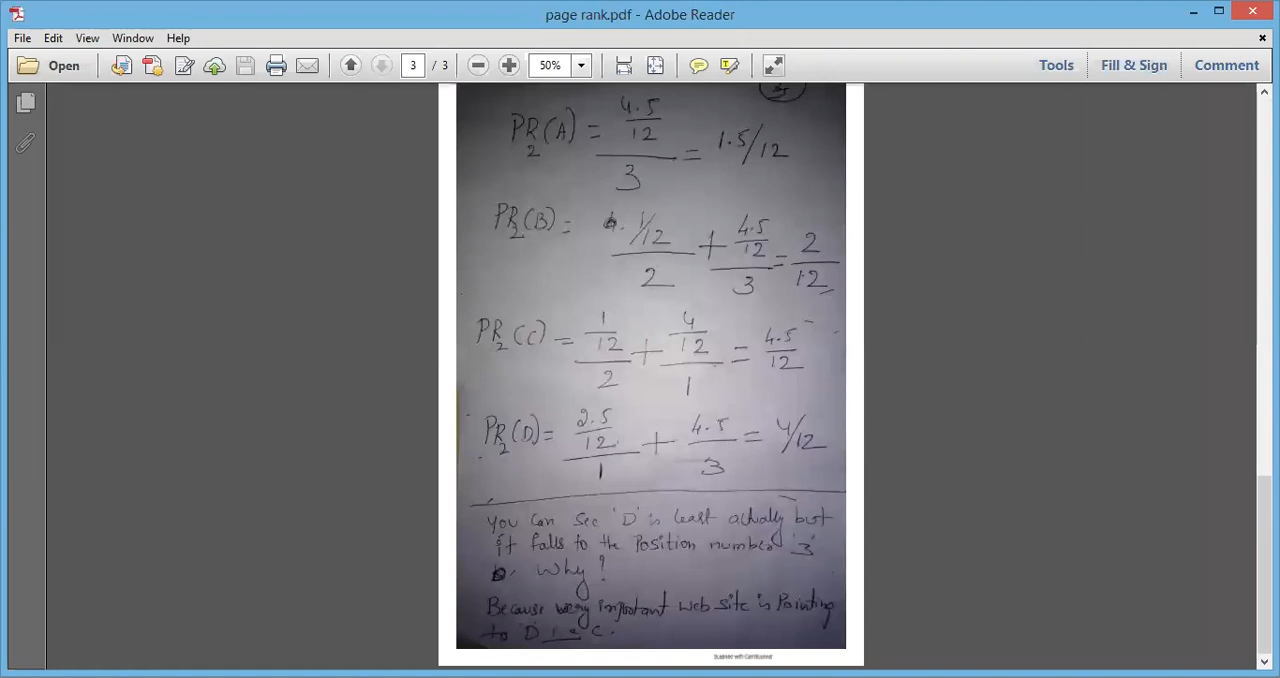 page rank.pdf - Adobe Reader
File Edit View Window Help
Open 3 / 3 50% Tools Fill & Sign Comment
PR₂(A) = (4.5/12)/3 = 1.5/12
PR₂(B) = (1/12)/2 + (4.5/12)/3 = 2/12
PR₂(C) = (1/12)/2 + (4/12)/1 = 4.5/12
PR₂(D) = (2.5/12)/1 + 4.5/3 = 4/12
You can see 'D' is least actually but
it falls to the Position number '3'
Why?
Because very important web site is Pointing
to D i.e C.
Scanned with CamScanner